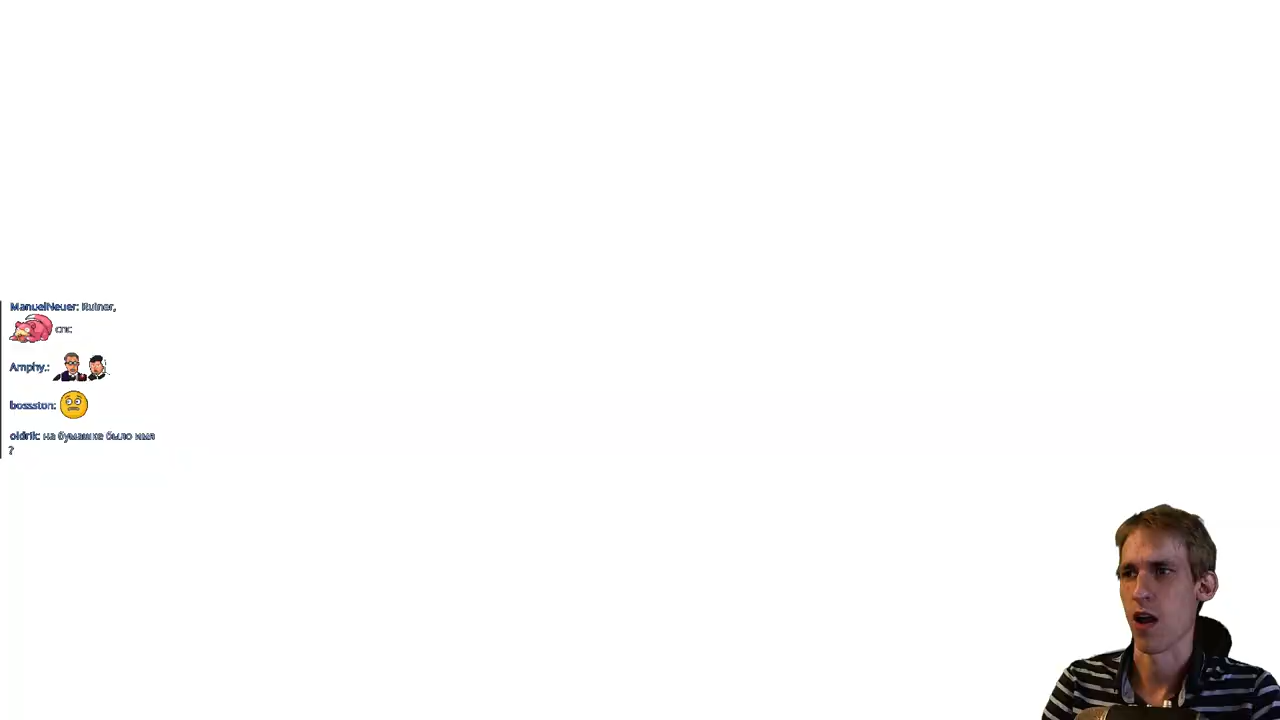 ManuelNeuer: Ruiner,
спс
Amphy.:
bossston:
oldrik: на бумажке было имя
?